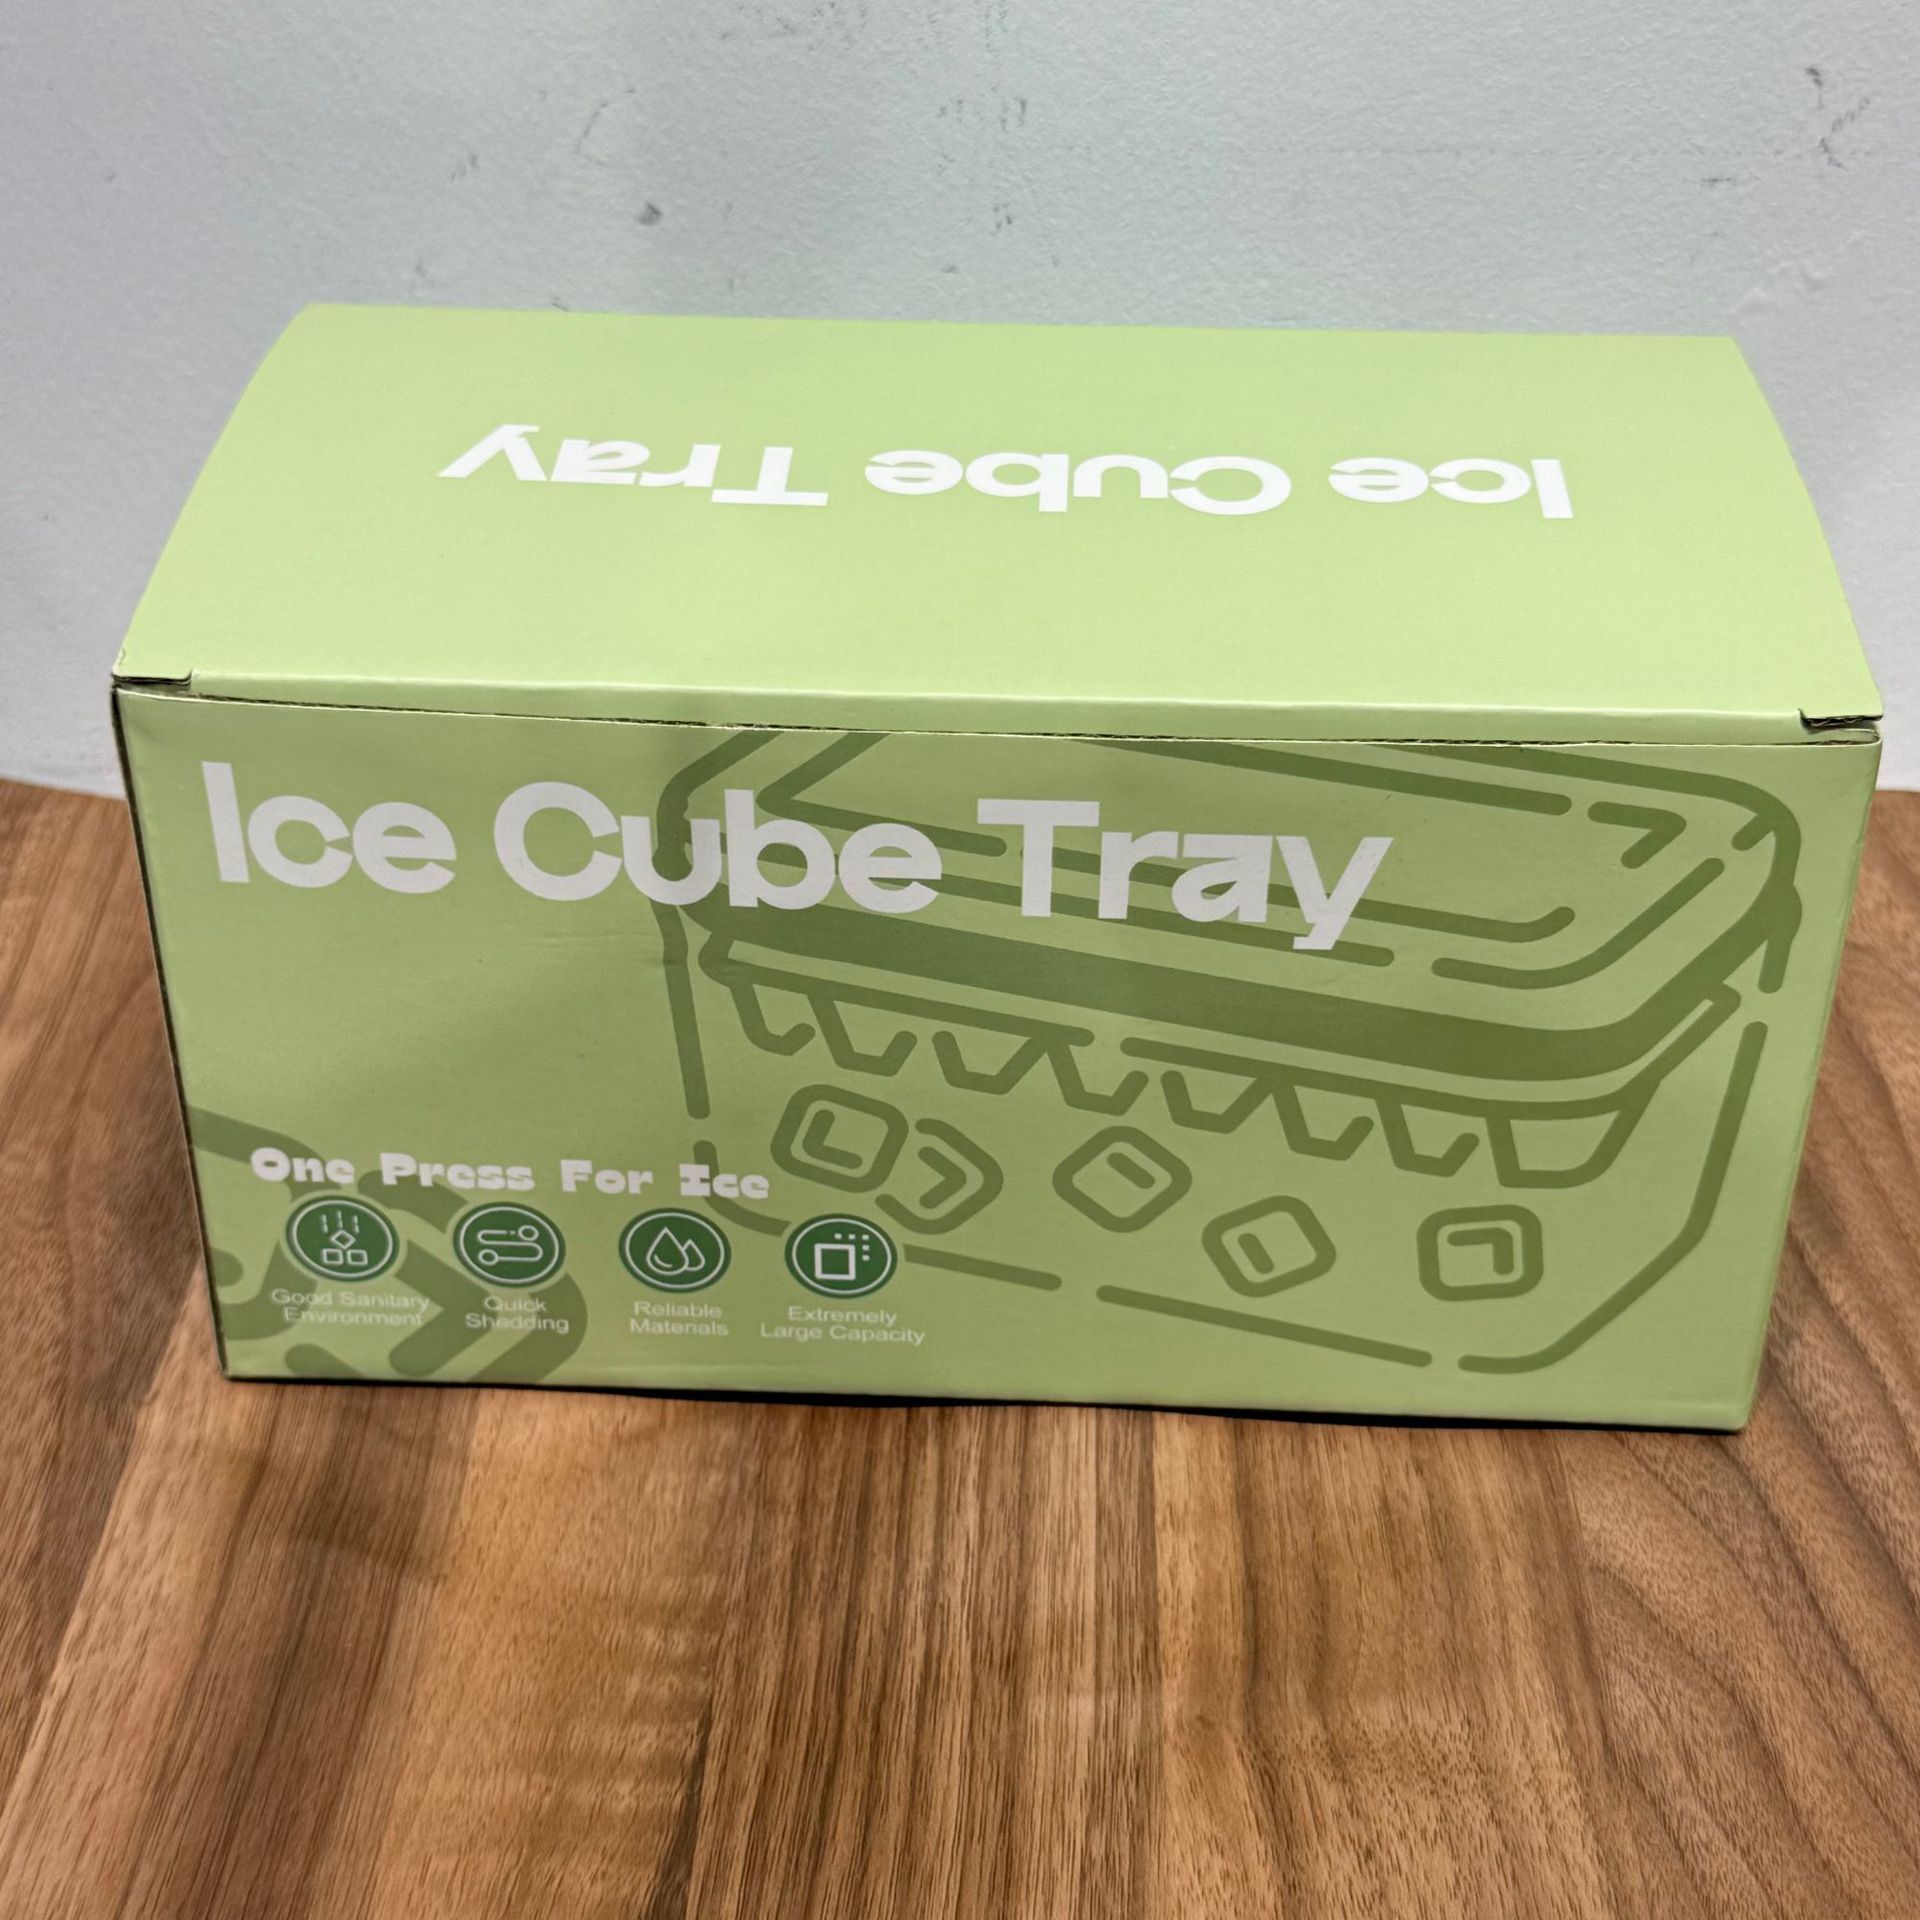 Ice Cube Tray
Ice Cube Tray
One Press For Ice
Good Sanitary
Environment
Quick
Shedding
Reliable
Materials
Extremely
Large Capacity